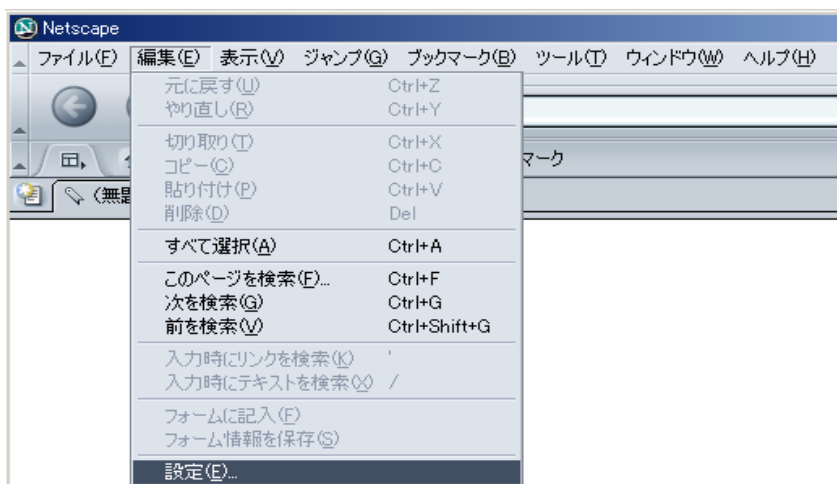 Netscape
ファイル(F) 編集(E) 表示(V) ジャンプ(G) ブックマーク(B) ツール(T) ウィンドウ(W) ヘルプ(H)
元に戻す(U) Ctrl+Z
やり直し(R) Ctrl+Y
切り取り(T) Ctrl+X
コピー(C) Ctrl+C
マーク
貼り付け(P) Ctrl+V
(無題
削除(D) Del
すべて選択(A) Ctrl+A
このページを検索(F)... Ctrl+F
次を検索(G) Ctrl+G
前を検索(V) Ctrl+Shift+G
入力時にリンクを検索(K) '
入力時にテキストを検索(X) /
フォームに記入(F)
フォーム情報を保存(S)
設定(E)...